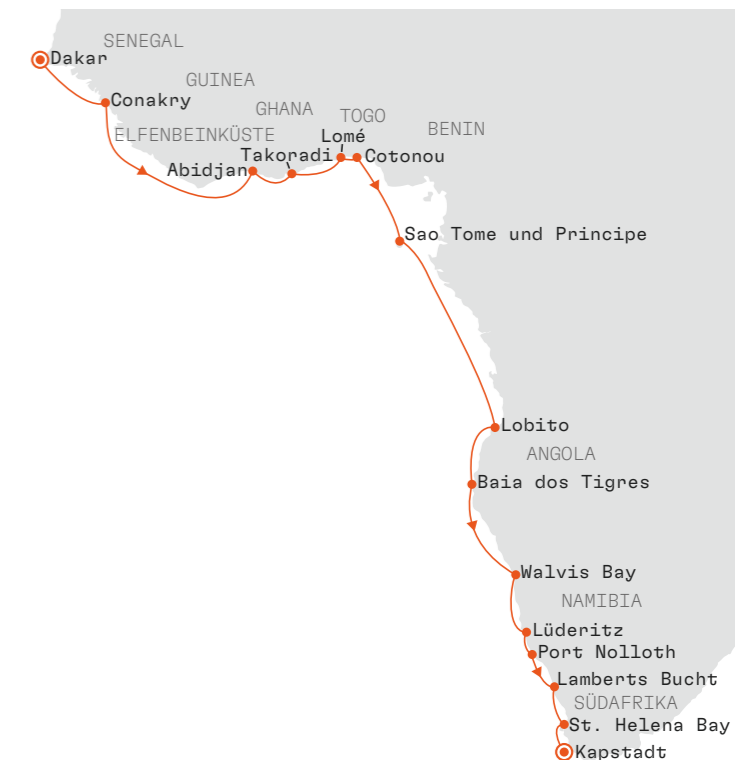 SENEGAL
Dakar
GUINEA
Conakry
GHANA
TOGO
BENIN
ELFENBEINKÜSTE
Lomé
Takoradi
Cotonou
Abidjan
Sao Tome und Principe
Lobito
ANGOLA
Baia dos Tigres
Walvis Bay
NAMIBIA
Lüderitz
Port Nolloth
Lamberts Bucht
SÜDAFRIKA
St. Helena Bay
Kapstadt